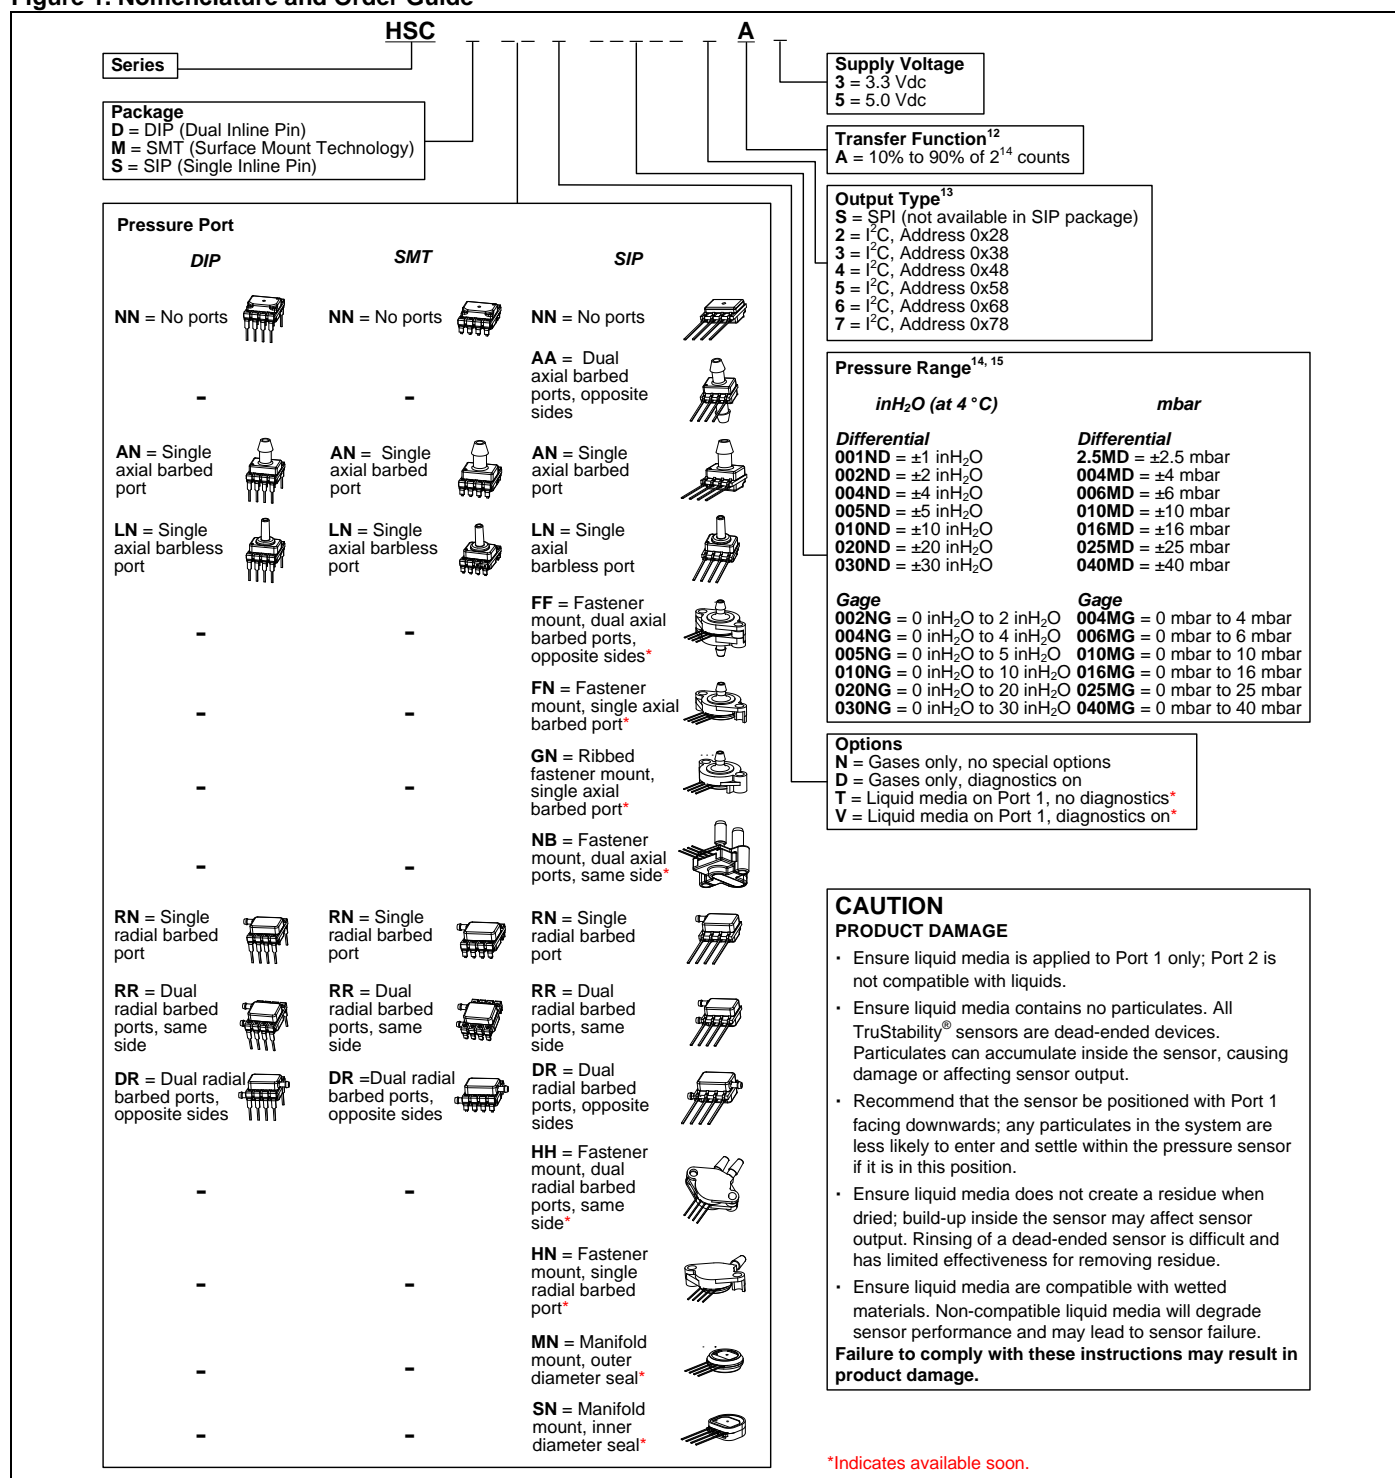 Figure 1. Nomenclature and Order Guide
HSC _ _ _ _ _ _ _ _ _ _ A _
Series
Package
D = DIP (Dual Inline Pin)
M = SMT (Surface Mount Technology)
S = SIP (Single Inline Pin)
Pressure Port
DIP
SMT
SIP
NN = No ports
NN = No ports
NN = No ports
-
-
AA = Dual
axial barbed
ports, opposite
sides
AN = Single
axial barbed
port
AN = Single
axial barbed
port
AN = Single
axial barbed
port
LN = Single
axial barbless
port
LN = Single
axial barbless
port
LN = Single
axial
barbless port
-
-
FF = Fastener
mount, dual axial
barbed ports,
opposite sides*
-
-
FN = Fastener
mount, single axial
barbed port*
-
-
GN = Ribbed
fastener mount,
single axial
barbed port*
-
-
NB = Fastener
mount, dual axial
ports, same side*
RN = Single
radial barbed
port
RN = Single
radial barbed
port
RN = Single
radial barbed
port
RR = Dual
radial barbed
ports, same
side
RR = Dual
radial barbed
ports, same
side
RR = Dual
radial barbed
ports, same
side
DR = Dual radial
barbed ports,
opposite sides
DR =Dual radial
barbed ports,
opposite sides
DR = Dual
radial barbed
ports, opposite
sides
-
-
HH = Fastener
mount, dual
radial barbed
ports, same
side*
-
-
HN = Fastener
mount, single
radial barbed
port*
-
-
MN = Manifold
mount, outer
diameter seal*
-
-
SN = Manifold
mount, inner
diameter seal*
Supply Voltage
3 = 3.3 Vdc
5 = 5.0 Vdc
Transfer Function¹²
A = 10% to 90% of 2¹⁴ counts
Output Type¹³
S = SPI (not available in SIP package)
2 = I²C, Address 0x28
3 = I²C, Address 0x38
4 = I²C, Address 0x48
5 = I²C, Address 0x58
6 = I²C, Address 0x68
7 = I²C, Address 0x78
Pressure Range¹⁴, ¹⁵
inH₂O (at 4 °C)
mbar
Differential
Differential
001ND = ±1 inH₂O
2.5MD = ±2.5 mbar
002ND = ±2 inH₂O
004MD = ±4 mbar
004ND = ±4 inH₂O
006MD = ±6 mbar
005ND = ±5 inH₂O
010MD = ±10 mbar
010ND = ±10 inH₂O
016MD = ±16 mbar
020ND = ±20 inH₂O
025MD = ±25 mbar
030ND = ±30 inH₂O
040MD = ±40 mbar
Gage
Gage
002NG = 0 inH₂O to 2 inH₂O
004MG = 0 mbar to 4 mbar
004NG = 0 inH₂O to 4 inH₂O
006MG = 0 mbar to 6 mbar
005NG = 0 inH₂O to 5 inH₂O
010MG = 0 mbar to 10 mbar
010NG = 0 inH₂O to 10 inH₂O
016MG = 0 mbar to 16 mbar
020NG = 0 inH₂O to 20 inH₂O
025MG = 0 mbar to 25 mbar
030NG = 0 inH₂O to 30 inH₂O
040MG = 0 mbar to 40 mbar
Options
N = Gases only, no special options
D = Gases only, diagnostics on
T = Liquid media on Port 1, no diagnostics*
V = Liquid media on Port 1, diagnostics on*
CAUTION
PRODUCT DAMAGE
· Ensure liquid media is applied to Port 1 only; Port 2 is
not compatible with liquids.
· Ensure liquid media contains no particulates. All
TruStability® sensors are dead-ended devices.
Particulates can accumulate inside the sensor, causing
damage or affecting sensor output.
· Recommend that the sensor be positioned with Port 1
facing downwards; any particulates in the system are
less likely to enter and settle within the pressure sensor
if it is in this position.
· Ensure liquid media does not create a residue when
dried; build-up inside the sensor may affect sensor
output. Rinsing of a dead-ended sensor is difficult and
has limited effectiveness for removing residue.
· Ensure liquid media are compatible with wetted
materials. Non-compatible liquid media will degrade
sensor performance and may lead to sensor failure.
Failure to comply with these instructions may result in
product damage.
*Indicates available soon.